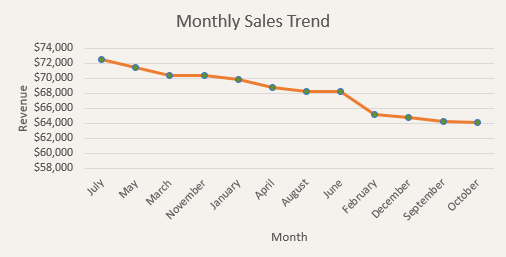 Monthly Sales Trend
$74,000
$72,000
$70,000
$68,000
$66,000
$64,000
$62,000
$60,000
$58,000
Revenue
July
May
March
November
January
April
August
June
February
December
September
October
Month